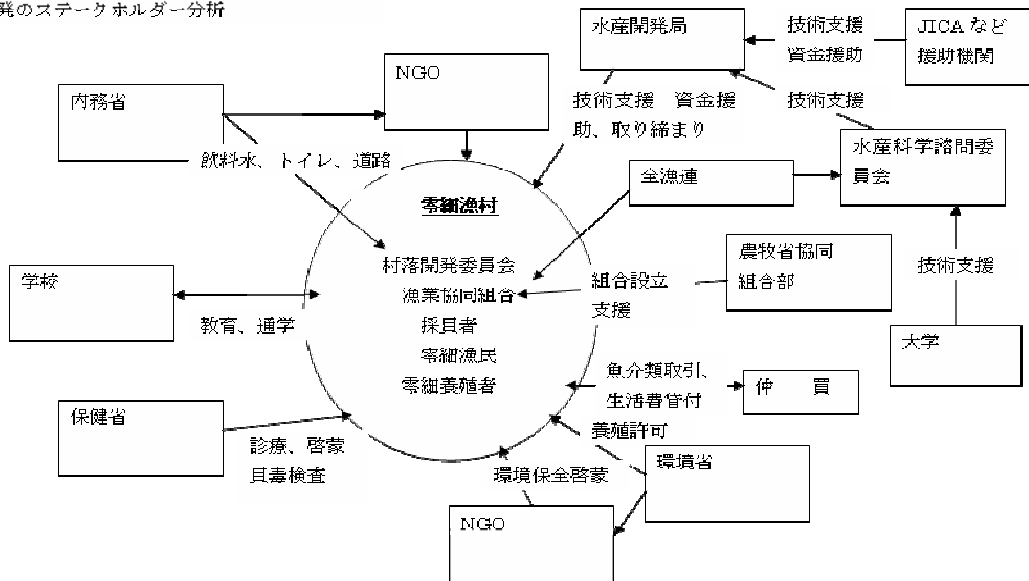 発のステークホルダー分析
水産開発局
技術支援
資金援助
JICA など
援助機関
NGO
内務省
技術支援　資金援
助、取り締まり
技術支援
飲料水、トイレ、道路
水産科学諮問委
員会
全漁連
零細漁村
村落開発委員会
漁業協同組合
採貝者
零細漁民
零細養殖者
農牧省協同
組合部
組合設立
支援
技術支援
学校
教育、通学
大学
魚介類取引、
生活費貸付
仲　買
養殖許可
保健省
診療、啓蒙
貝毒検査
環境省
環境保全啓蒙
NGO